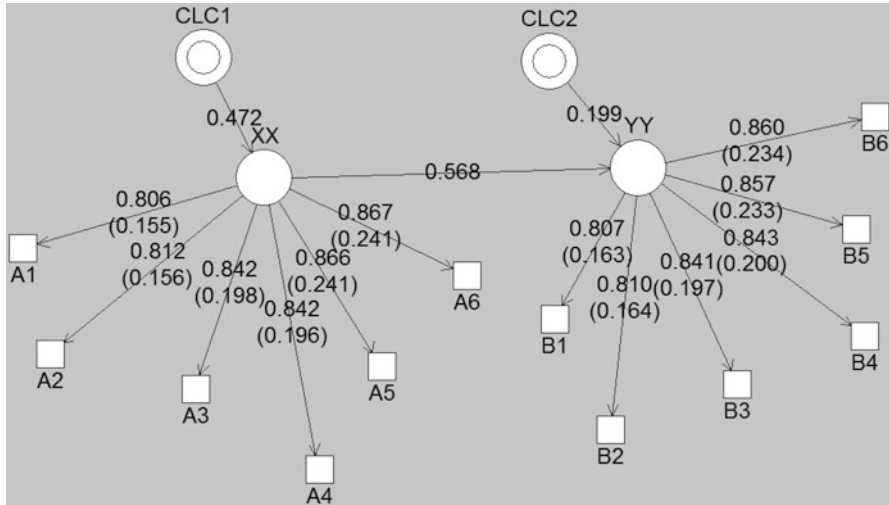 CLC1
CLC2
0.472
XX
0.199
YY
0.568
0.806
(0.155)
A1
0.812
(0.156)
A2
0.842
(0.198)
A3
0.842
(0.196)
A4
0.866
(0.241)
A5
0.867
(0.241)
A6
0.807
(0.163)
B1
0.810
(0.164)
B2
0.841
(0.197)
B3
0.843
(0.200)
B4
0.857
(0.233)
B5
0.860
(0.234)
B6